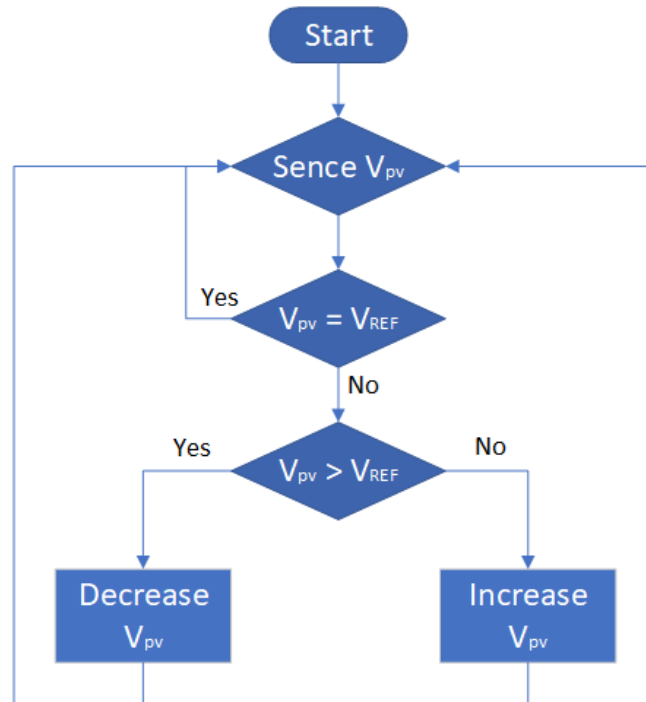 Start
Sence Vpv
Yes
Vpv = VREF
No
Yes
Vpv > VREF
No
Decrease
Vpv
Increase
Vpv